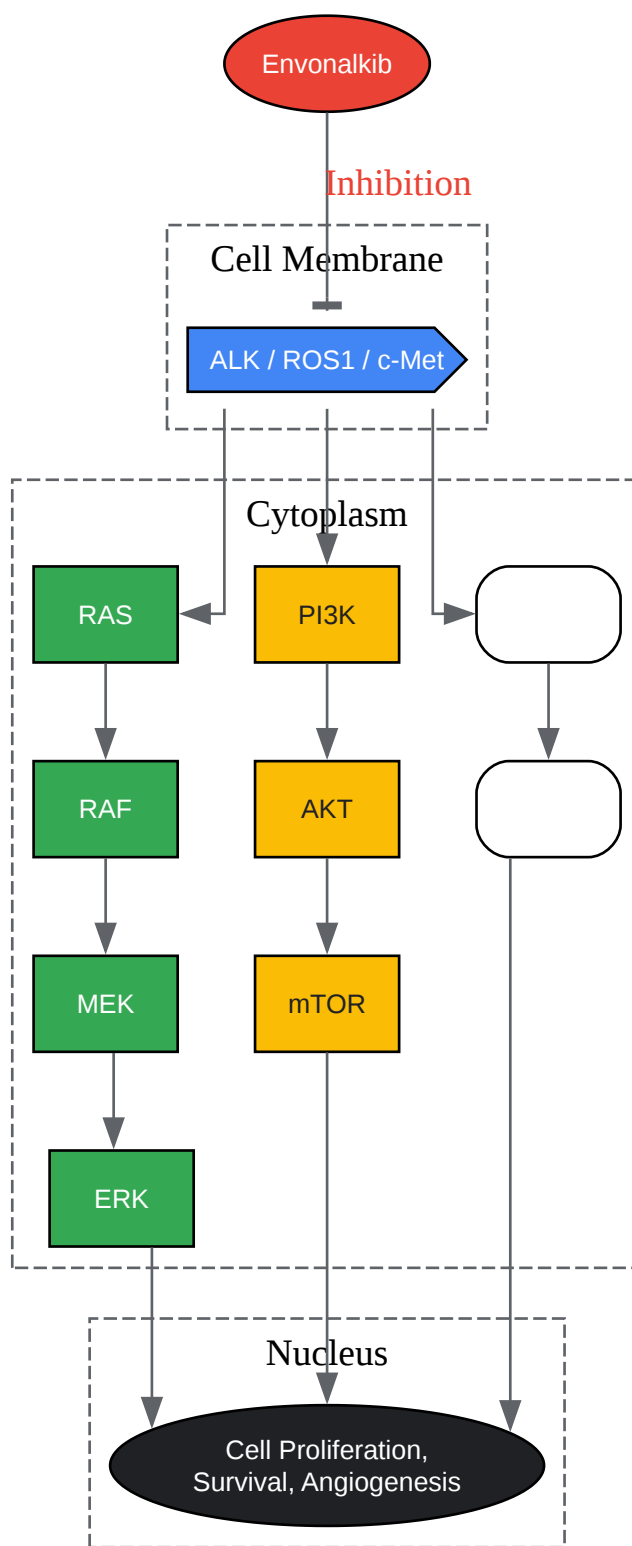 Envonalkib
Inhibition
Cell Membrane
ALK / ROS1 / c-Met
Cytoplasm
RAS
PI3K
RAF
AKT
MEK
mTOR
ERK
Nucleus
Cell Proliferation,
Survival, Angiogenesis